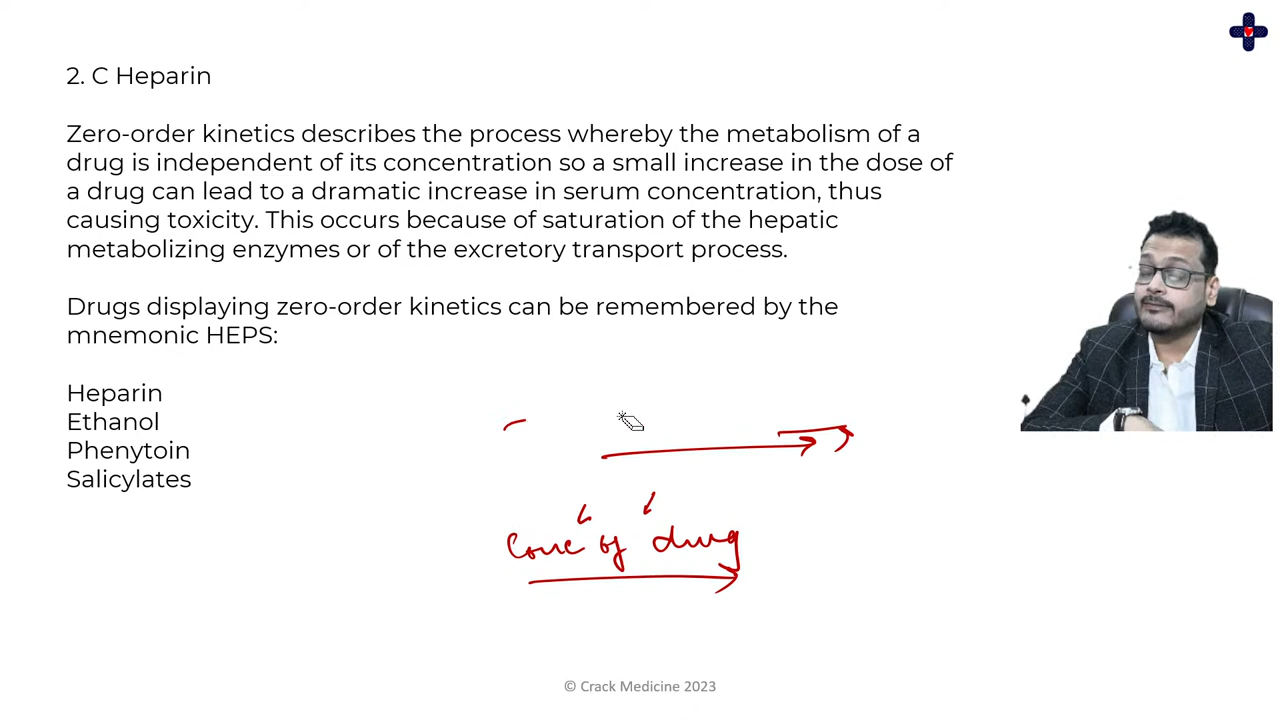 2. C Heparin
Zero-order kinetics describes the process whereby the metabolism of a
drug is independent of its concentration so a small increase in the dose of
a drug can lead to a dramatic increase in serum concentration, thus
causing toxicity. This occurs because of saturation of the hepatic
metabolizing enzymes or of the excretory transport process.
Drugs displaying zero-order kinetics can be remembered by the
mnemonic HEPS:
Heparin
Ethanol
Phenytoin
Salicylates
Conc of drug
© Crack Medicine 2023